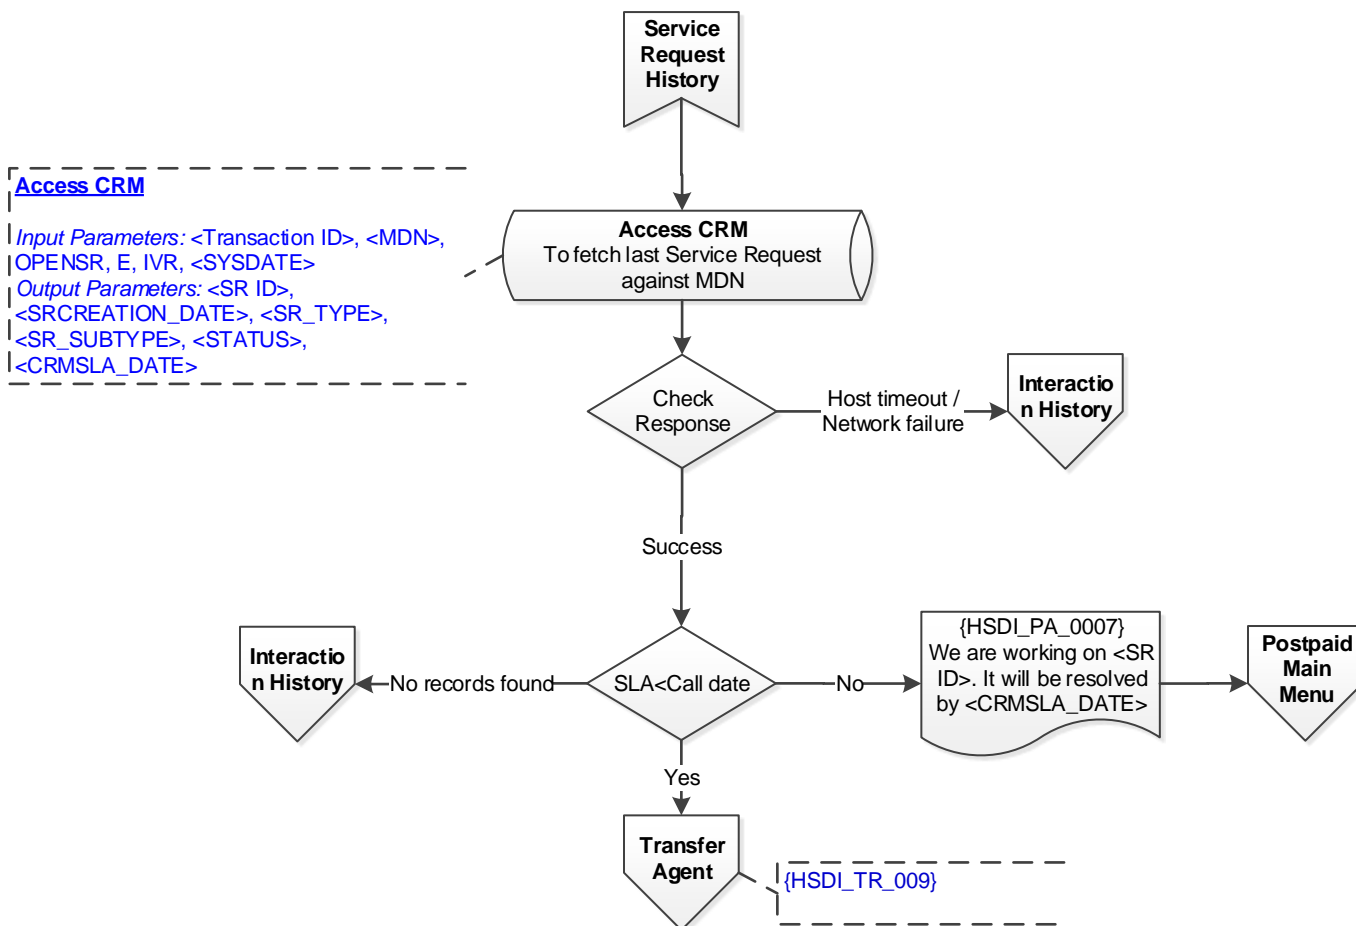 Service
Request
History
Access CRM
Input Parameters: <Transaction ID>, <MDN>,
OPENSR, E, IVR, <SYSDATE>
Output Parameters: <SR ID>,
<SRCREATION_DATE>, <SR_TYPE>,
<SR_SUBTYPE>, <STATUS>,
<CRMSLA_DATE>
Access CRM
To fetch last Service Request
against MDN
Check
Response
Host timeout /
Network failure
Interactio
n History
Success
Interactio
n History
No records found
SLA<Call date
No
{HSDI_PA_0007}
We are working on <SR
ID>. It will be resolved
by <CRMSLA_DATE>
Postpaid
Main
Menu
Yes
Transfer
Agent
{HSDI_TR_009}